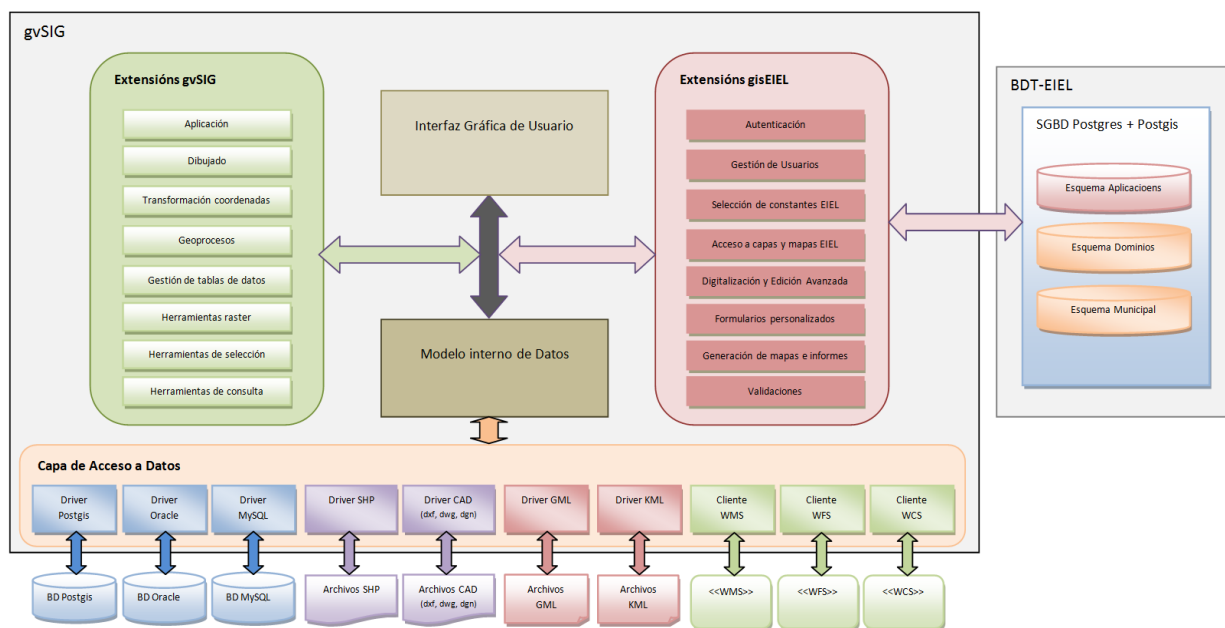 gvSIG
Extensións gvSIG
Aplicación
Dibujado
Transformación coordenadas
Geoprocesos
Gestión de tablas de datos
Herramientas raster
Herramientas de selección
Herramientas de consulta
Interfaz Gráfica de Usuario
Modelo interno de Datos
Extensións gisEIEL
Autenticación
Gestión de Usuarios
Selección de constantes EIEL
Acceso a capas y mapas EIEL
Digitalización y Edición Avanzada
Formularios personalizados
Generación de mapas e informes
Validaciones
BDT-EIEL
SGBD Postgres + Postgis
Esquema Aplicacioens
Esquema Dominios
Esquema Municipal
Capa de Acceso a Datos
Driver
Postgis
Driver
Oracle
Driver
MySQL
Driver SHP
Driver CAD
(dxf, dwg, dgn)
Driver GML
Driver KML
Cliente
WMS
Cliente
WFS
Cliente
WCS
BD Postgis
BD Oracle
BD MySQL
Archivos SHP
Archivos CAD
(dxf, dwg, dgn)
Archivos
GML
Archivos
KML
<<WMS>>
<<WFS>>
<<WCS>>